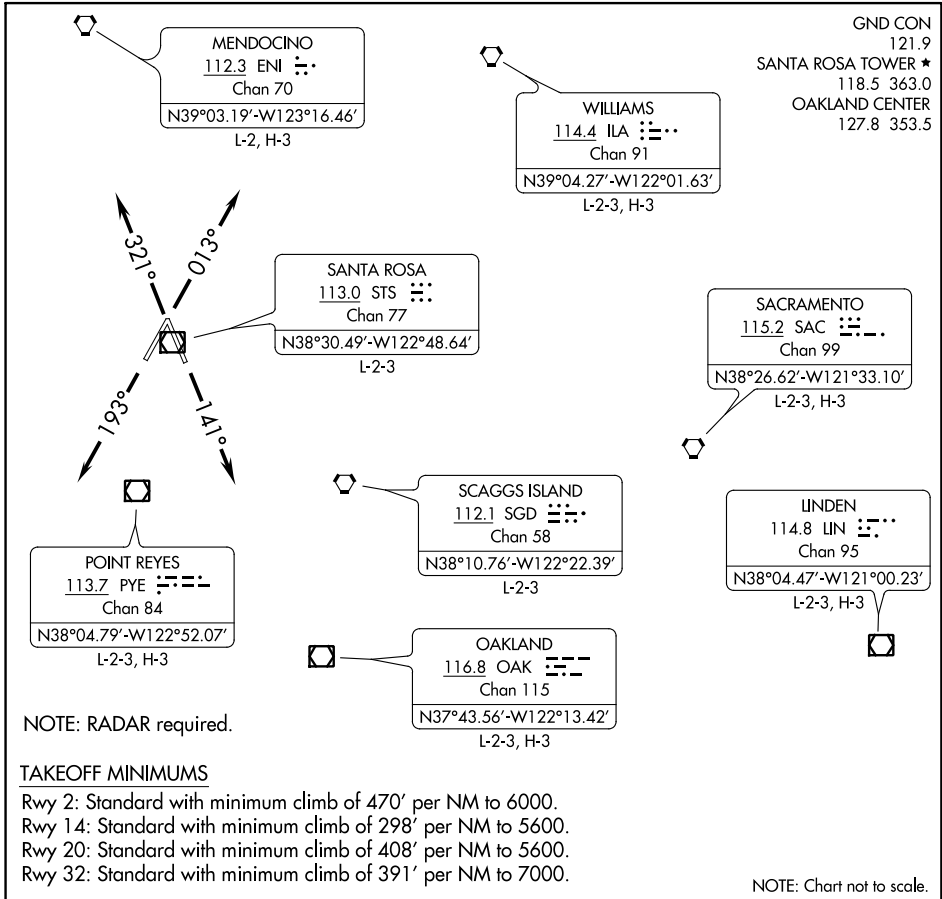 GND CON
121.9
SANTA ROSA TOWER ★
118.5 363.0
OAKLAND CENTER
127.8 353.5
MENDOCINO
112.3 ENI
Chan 70
N39°03.19′-W123°16.46′
L-2, H-3
WILLIAMS
114.4 ILA
Chan 91
N39°04.27′-W122°01.63′
L-2-3, H-3
321°
013°
193°
141°
SANTA ROSA
113.0 STS
Chan 77
N38°30.49′-W122°48.64′
L-2-3
SACRAMENTO
115.2 SAC
Chan 99
N38°26.62′-W121°33.10′
L-2-3, H-3
SCAGGS ISLAND
112.1 SGD
Chan 58
N38°10.76′-W122°22.39′
L-2-3
LINDEN
114.8 LIN
Chan 95
N38°04.47′-W121°00.23′
L-2-3, H-3
POINT REYES
113.7 PYE
Chan 84
N38°04.79′-W122°52.07′
L-2-3, H-3
OAKLAND
116.8 OAK
Chan 115
N37°43.56′-W122°13.42′
L-2-3, H-3
NOTE: RADAR required.
TAKEOFF MINIMUMS
Rwy 2: Standard with minimum climb of 470′ per NM to 6000.
Rwy 14: Standard with minimum climb of 298′ per NM to 5600.
Rwy 20: Standard with minimum climb of 408′ per NM to 5600.
Rwy 32: Standard with minimum climb of 391′ per NM to 7000.
NOTE: Chart not to scale.